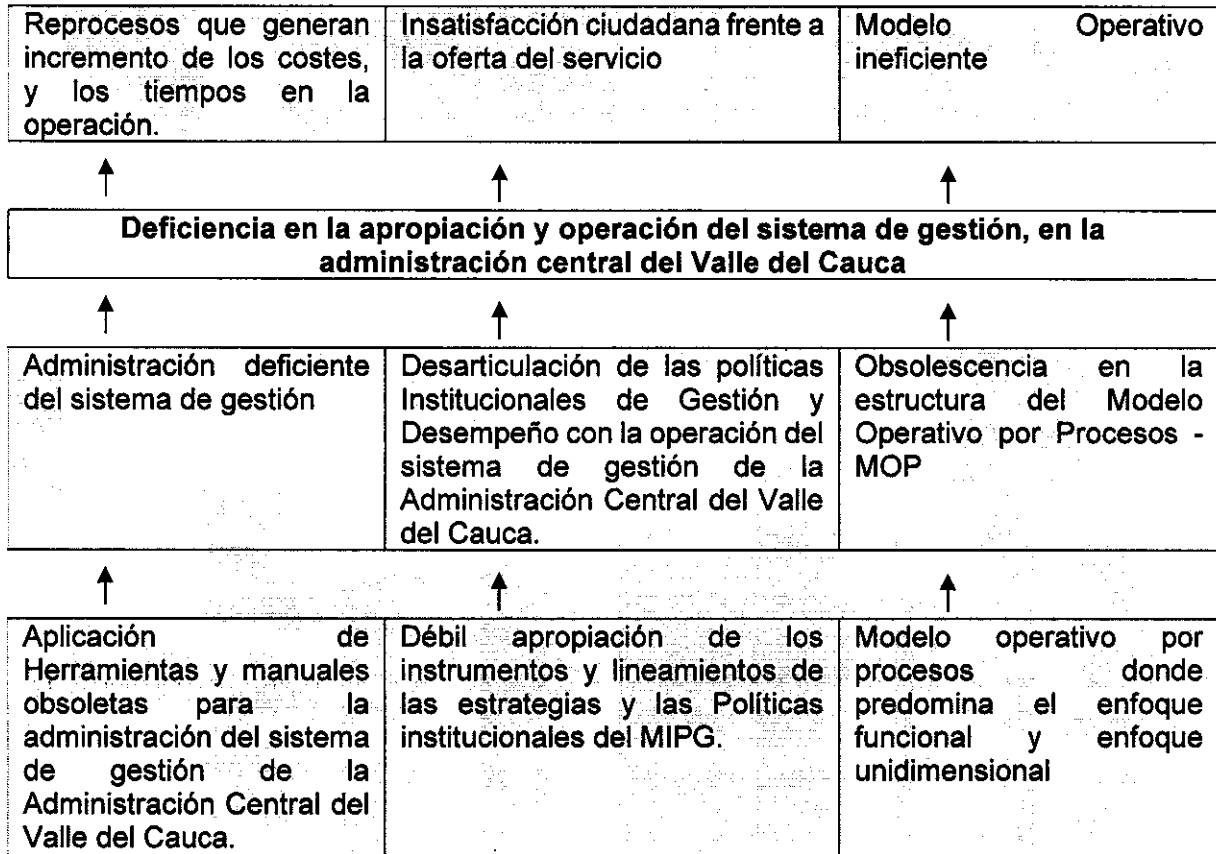 Reprocesos que generan
incremento de los costes,
y los tiempos en la
operación.
Insatisfacción ciudadana frente a
la oferta del servicio
Modelo Operativo
ineficiente
Deficiencia en la apropiación y operación del sistema de gestión, en la
administración central del Valle del Cauca
Administración deficiente
del sistema de gestión
Desarticulación de las políticas
Institucionales de Gestión y
Desempeño con la operación del
sistema de gestión de la
Administración Central del Valle
del Cauca.
Obsolescencia en la
estructura del Modelo
Operativo por Procesos -
MOP
Aplicación de
Herramientas y manuales
obsoletas para la
administración del sistema
de gestión de la
Administración Central del
Valle del Cauca.
Débil apropiación de los
instrumentos y lineamientos de
las estrategias y las Políticas
institucionales del MIPG.
Modelo operativo por
procesos donde
predomina el enfoque
funcional y enfoque
unidimensional